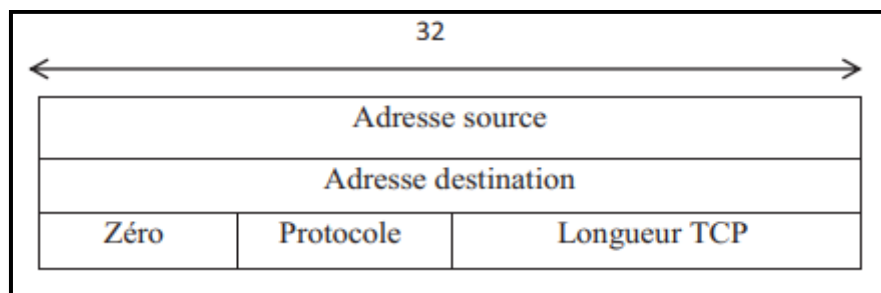 32
Adresse source
Adresse destination
Zéro Protocole Longueur TCP